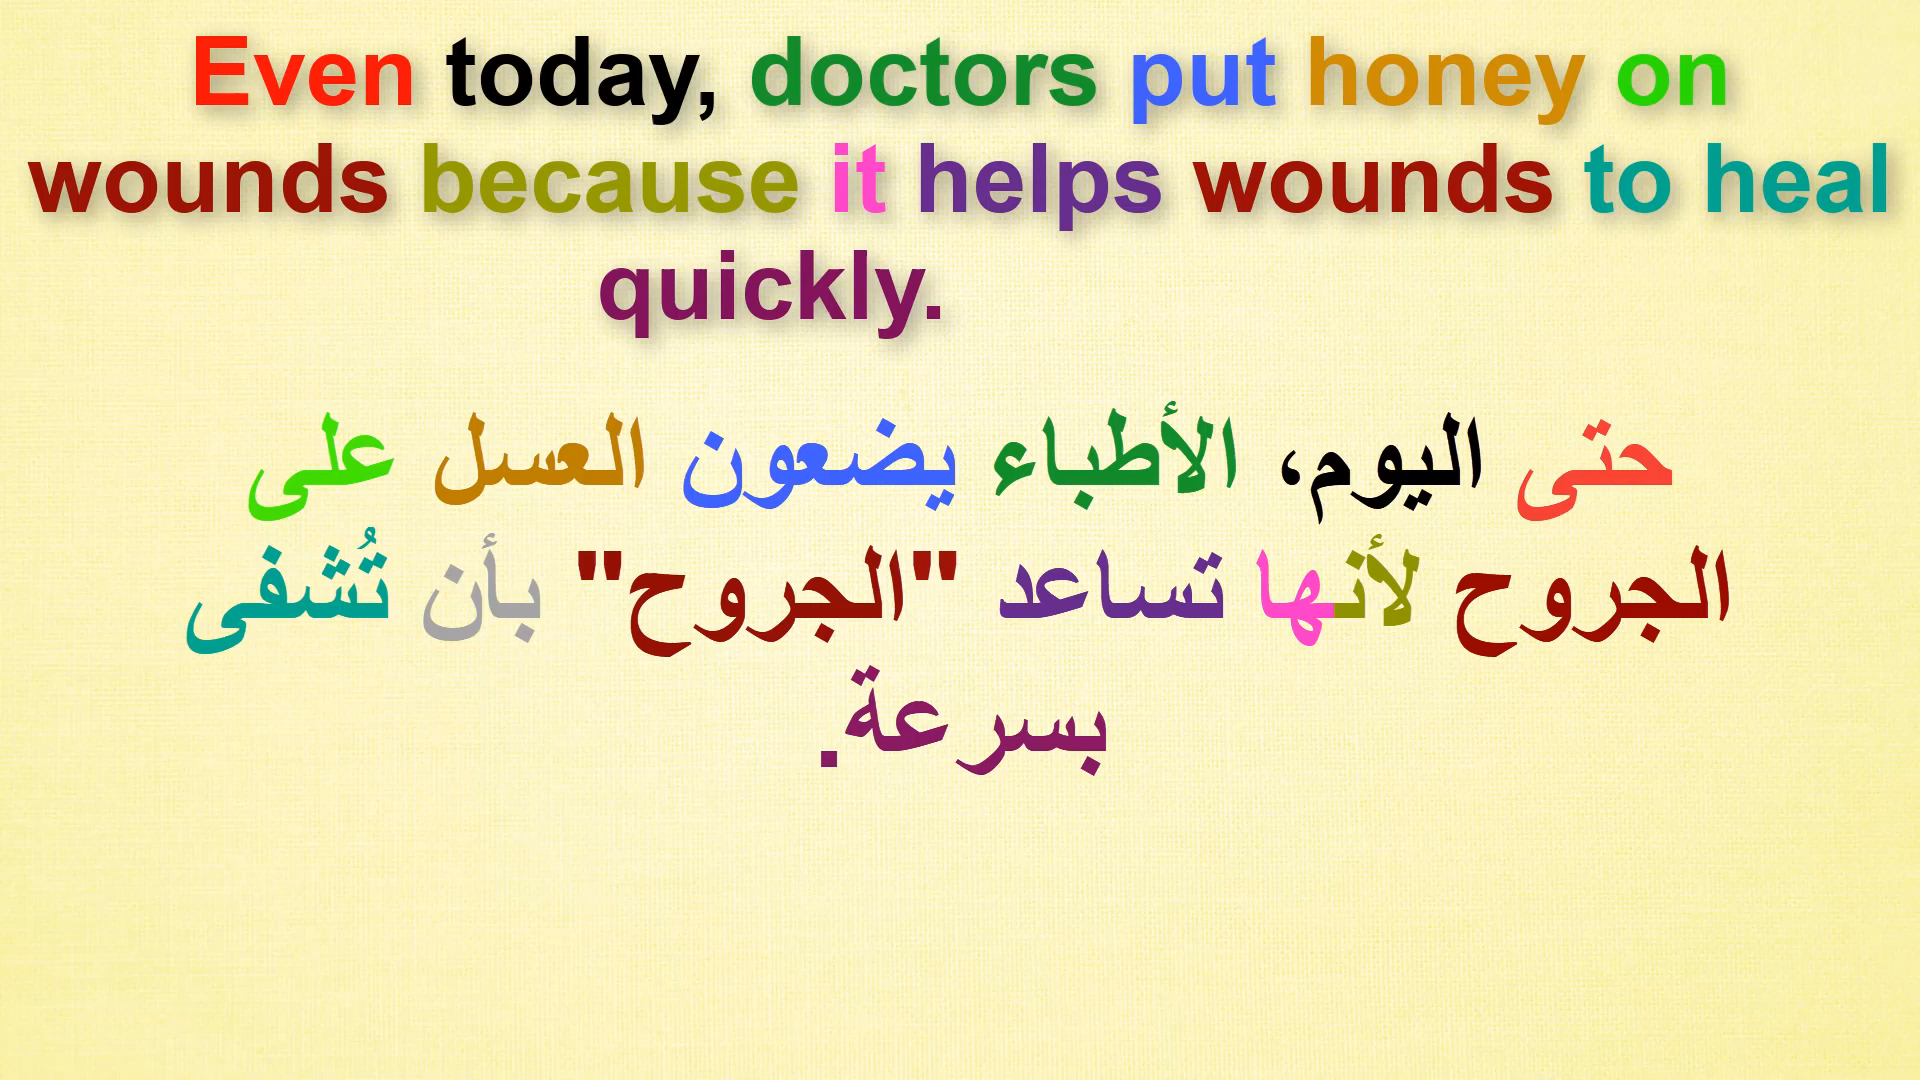 Even today, doctors put honey on
wounds because it helps wounds to heal
quickly.
حتى اليوم، الأطباء يضعون العسل على
الجروح لأنها تساعد "الجروح" بأن تُشفى
بسرعة.